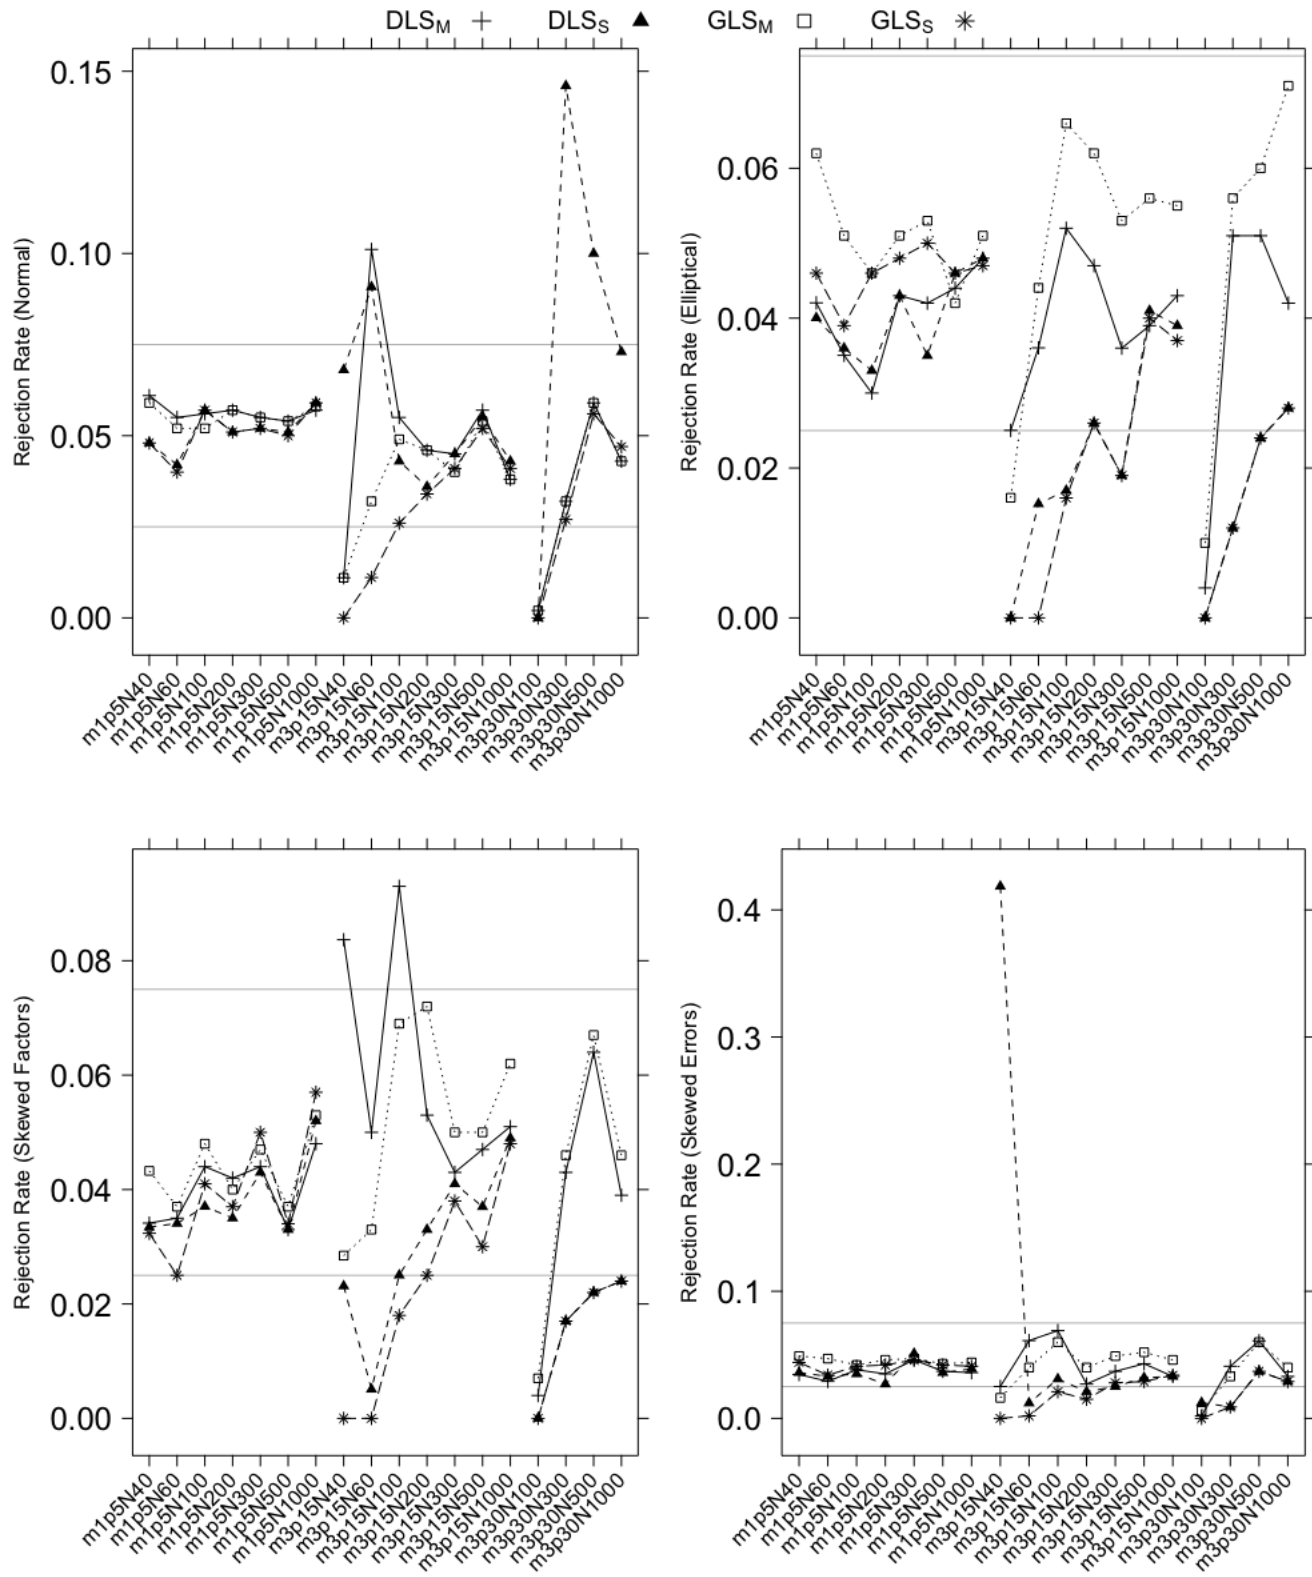 DLSM DLSS GLSM GLSS
Rejection Rate (Normal)
0.15
0.10
0.05
0.00
m1p5N40
m1p5N60
m1p5N100
m1p5N200
m1p5N300
m1p5N500
m1p5N1000
m3p15N40
m3p15N60
m3p15N100
m3p15N200
m3p15N300
m3p15N500
m3p15N1000
m3p30N100
m3p30N300
m3p30N500
m3p30N1000
Rejection Rate (Elliptical)
0.06
0.04
0.02
0.00
m1p5N40
m1p5N60
m1p5N100
m1p5N200
m1p5N300
m1p5N500
m1p5N1000
m3p15N40
m3p15N60
m3p15N100
m3p15N200
m3p15N300
m3p15N500
m3p15N1000
m3p30N100
m3p30N300
m3p30N500
m3p30N1000
Rejection Rate (Skewed Factors)
0.08
0.06
0.04
0.02
0.00
m1p5N40
m1p5N60
m1p5N100
m1p5N200
m1p5N300
m1p5N500
m1p5N1000
m3p15N40
m3p15N60
m3p15N100
m3p15N200
m3p15N300
m3p15N500
m3p15N1000
m3p30N100
m3p30N300
m3p30N500
m3p30N1000
Rejection Rate (Skewed Errors)
0.4
0.3
0.2
0.1
0.0
m1p5N40
m1p5N60
m1p5N100
m1p5N200
m1p5N300
m1p5N500
m1p5N1000
m3p15N40
m3p15N60
m3p15N100
m3p15N200
m3p15N300
m3p15N500
m3p15N1000
m3p30N100
m3p30N300
m3p30N500
m3p30N1000